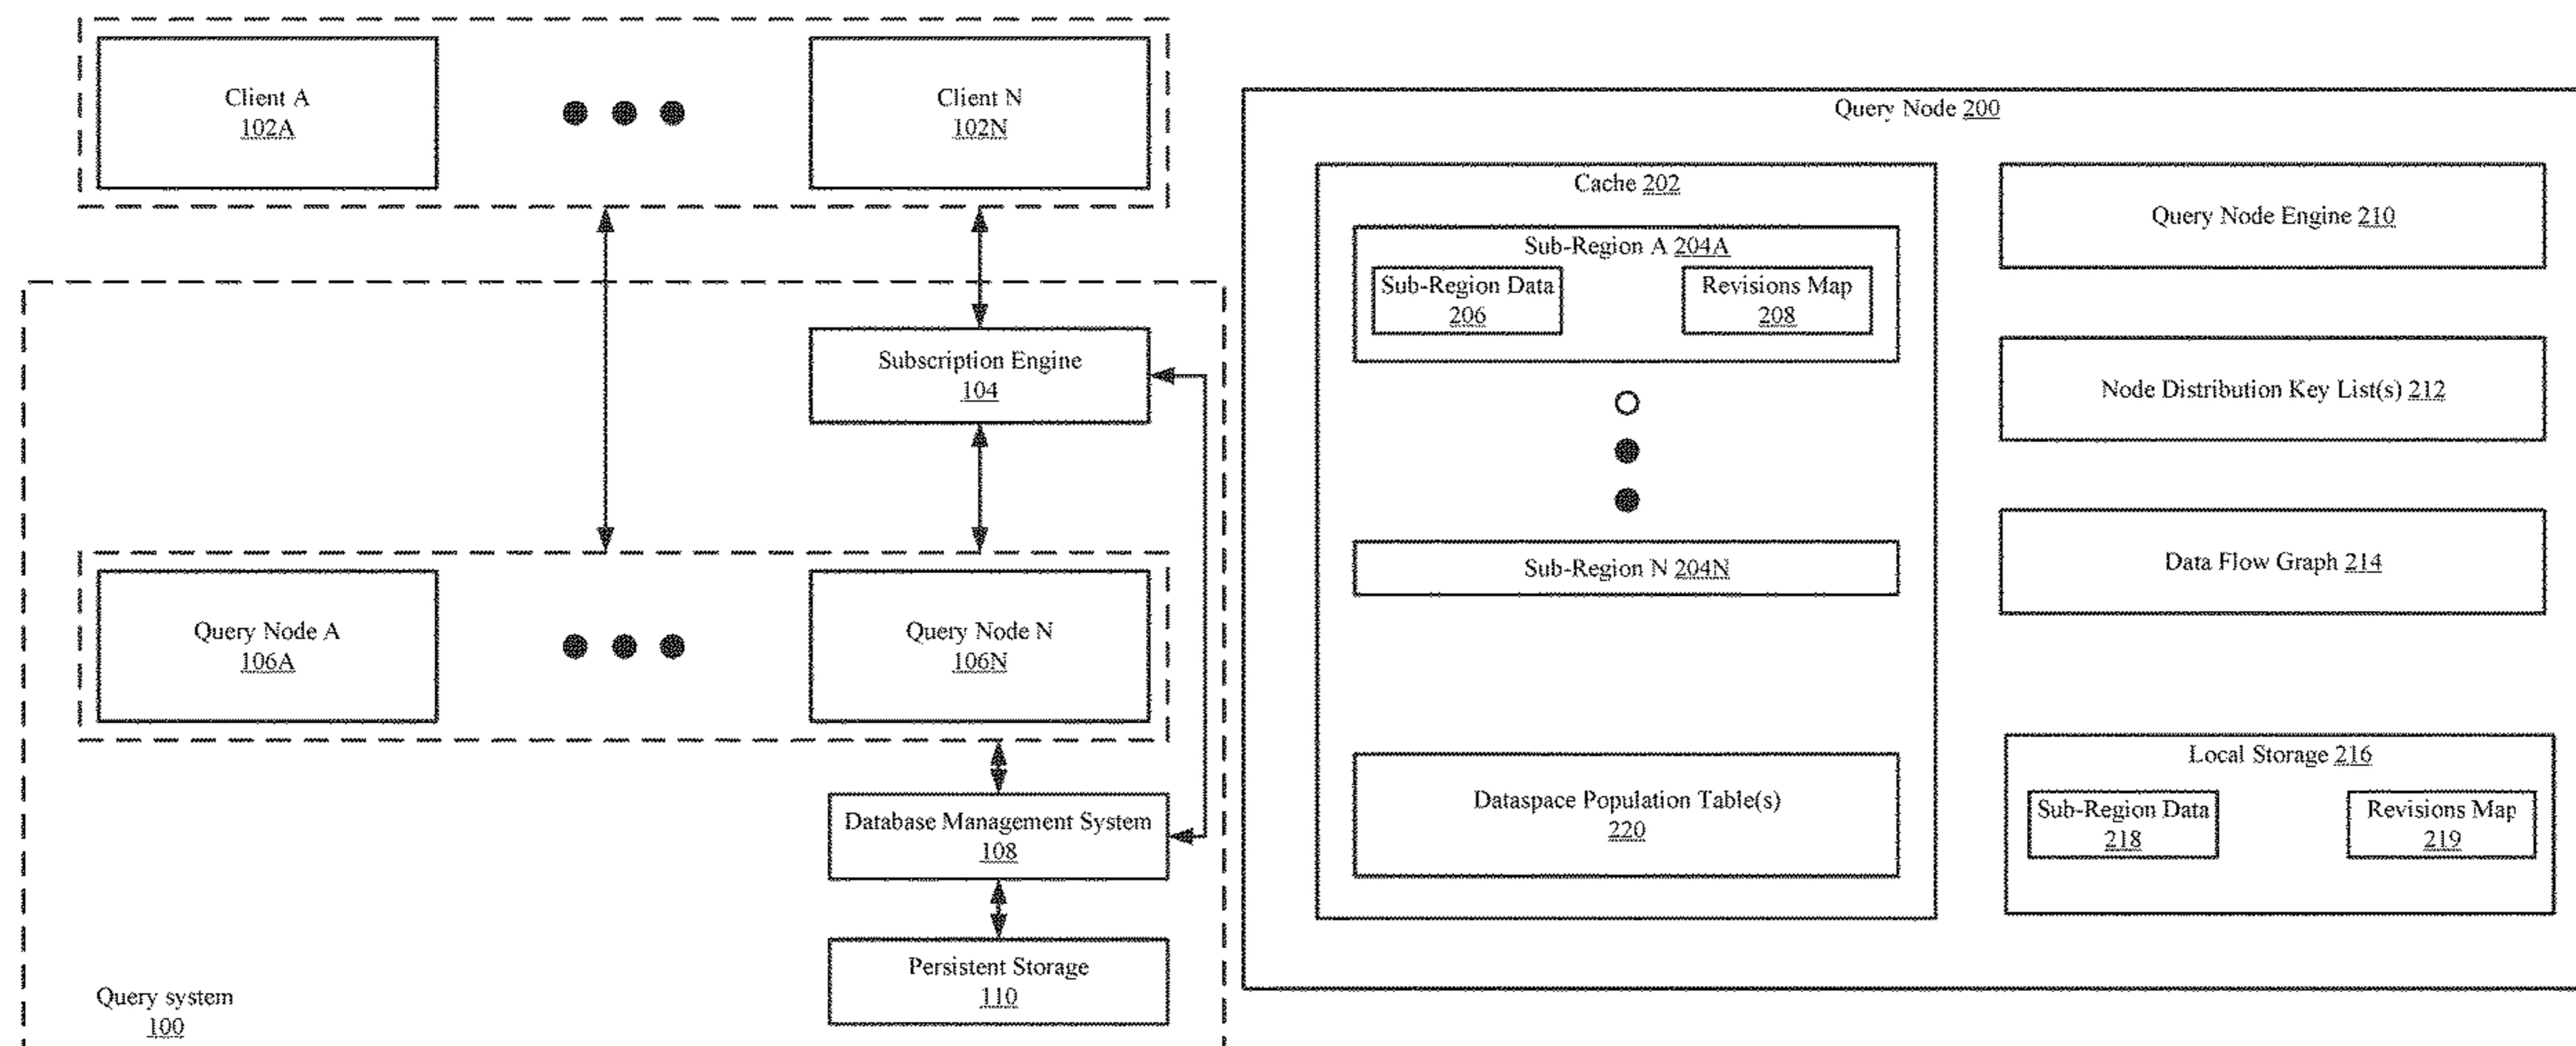 Client A
102A
Client N
102N
Subscription Engine
104
Query Node A
106A
Query Node N
106N
Database Management System
108
Persistent Storage
110
Query system
100
Query Node 200
Cache 202
Sub-Region A 204A
Sub-Region Data
206
Revisions Map
208
Sub-Region N 204N
Dataspace Population Table(s)
220
Query Node Engine 210
Node Distribution Key List(s) 212
Data Flow Graph 214
Local Storage 216
Sub-Region Data
218
Revisions Map
219